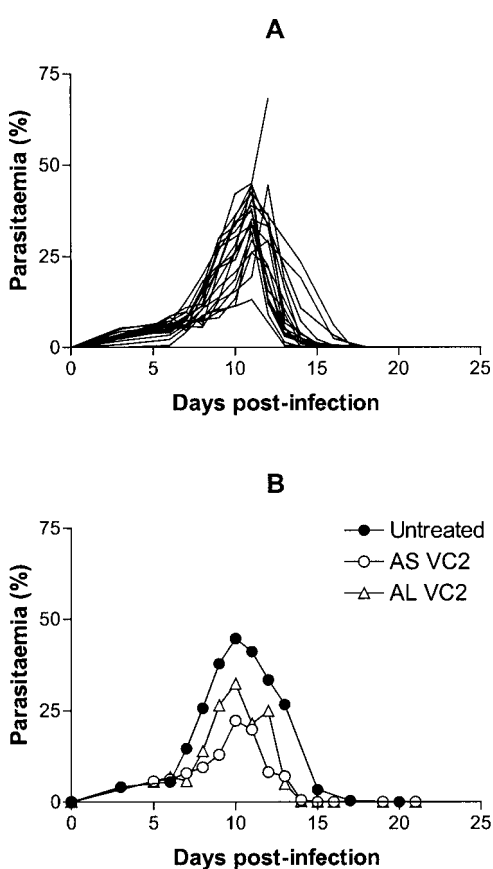 A
75
50
25
0
Parasitaemia (%)
0 5 10 15 20 25
Days post-infection
B
Untreated
AS VC2
AL VC2
75
50
25
0
Parasitaemia (%)
0 5 10 15 20 25
Days post-infection